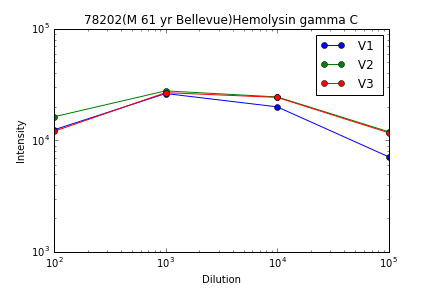 78202(M 61 yr Bellevue)Hemolysin gamma C
10^5
V1
V2
V3
10^4
10^3
Intensity
10^2
10^3
10^4
10^5
Dilution